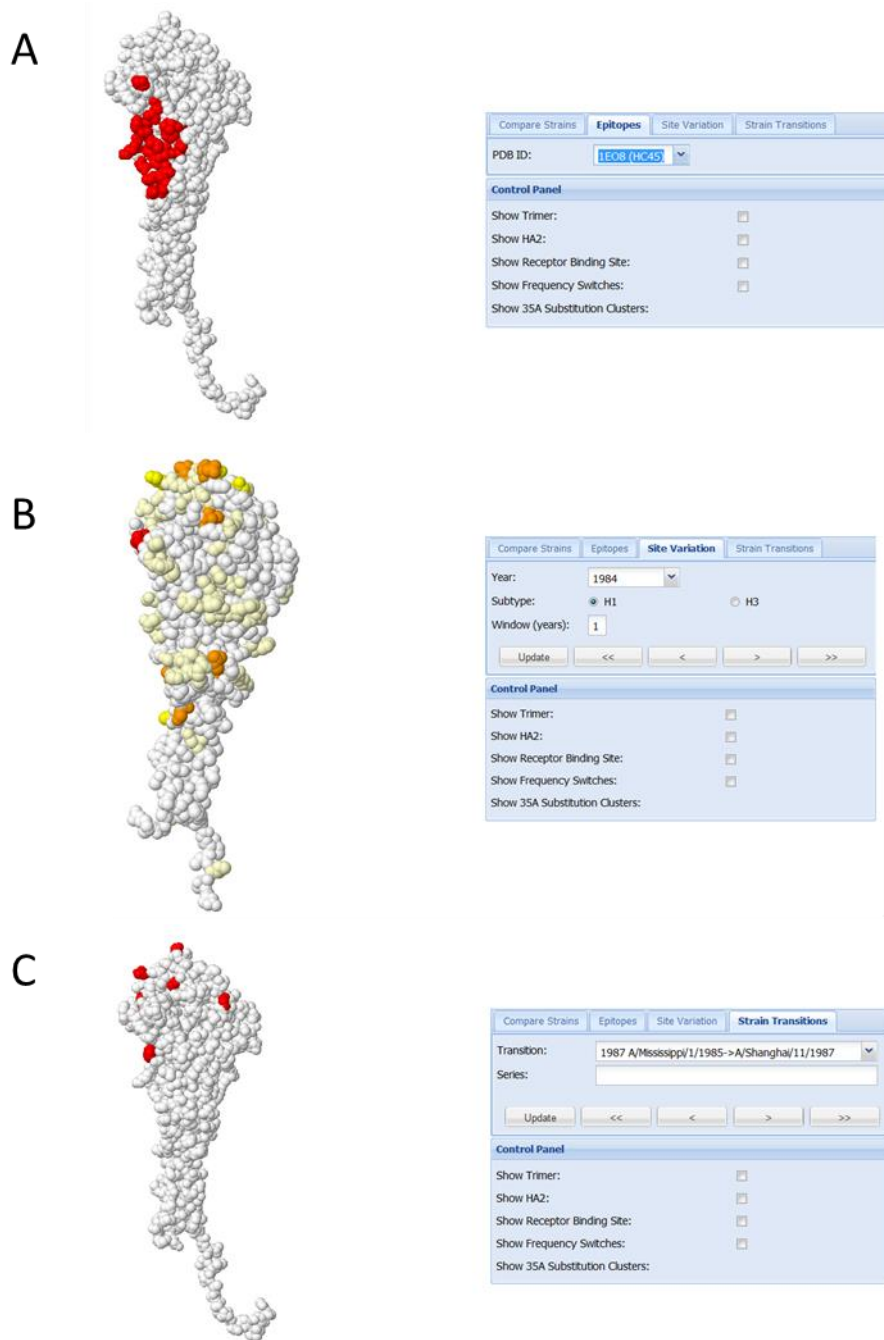 A
Compare Strains Epitopes Site Variation Strain Transitions
PDB ID: 1EO8 (HC45)
Control Panel
Show Trimer:
Show HA2:
Show Receptor Binding Site:
Show Frequency Switches:
Show 35A Substitution Clusters:
B
Compare Strains Epitopes Site Variation Strain Transitions
Year: 1984
Subtype: H1 H3
Window (years): 1
Update << < > >>
Control Panel
Show Trimer:
Show HA2:
Show Receptor Binding Site:
Show Frequency Switches:
Show 35A Substitution Clusters:
C
Compare Strains Epitopes Site Variation Strain Transitions
Transition: 1987 A/Mississippi/1/1985->A/Shanghai/11/1987
Series:
Update << < > >>
Control Panel
Show Trimer:
Show HA2:
Show Receptor Binding Site:
Show Frequency Switches:
Show 35A Substitution Clusters: